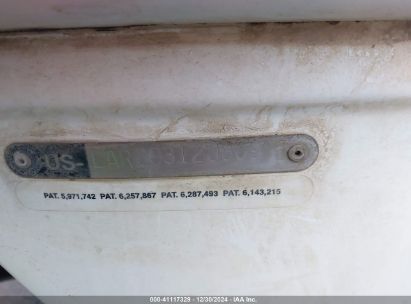 US-
PAT. 5,971,742 PAT. 6,257,867 PAT. 6,287,493 PAT. 6,143,215
000-41117329 - 12/30/2024 - IAA, Inc.